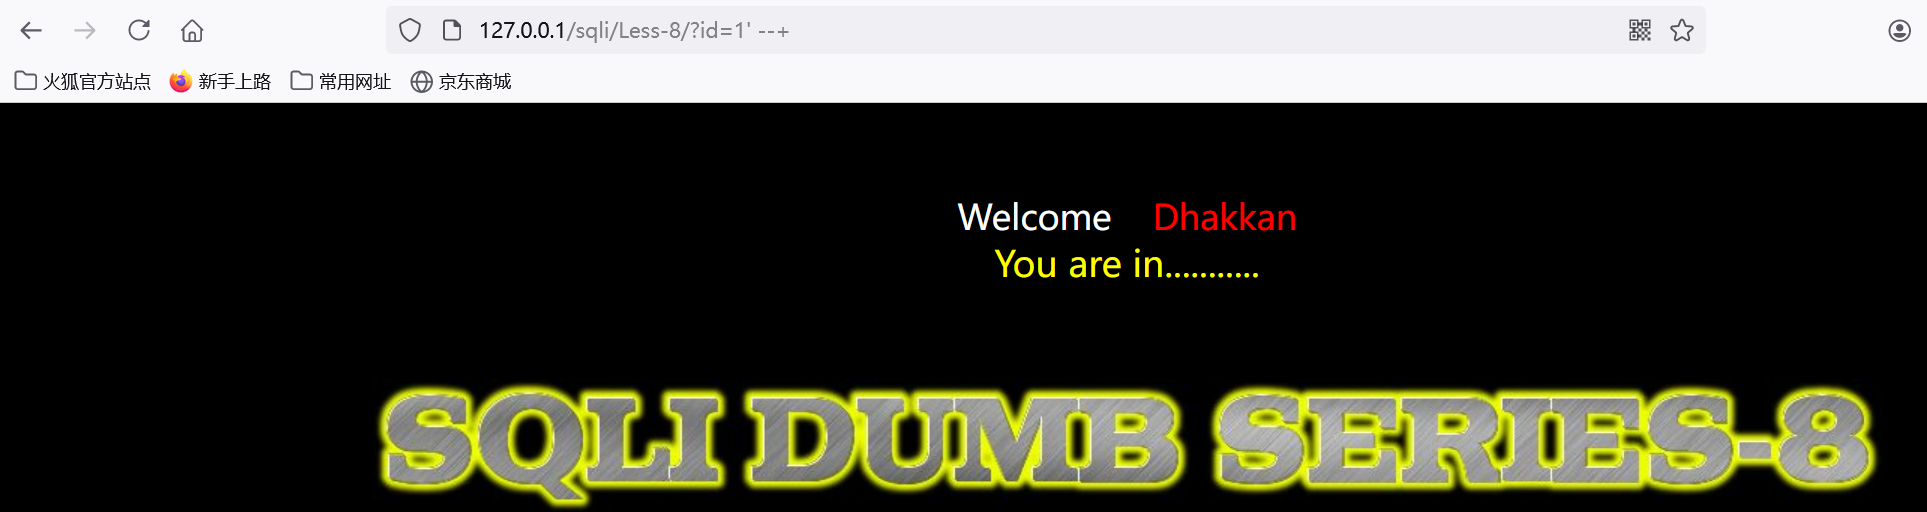 127.0.0.1/sqli/Less-8/?id=1' --+
火狐官方站点 新手上路 常用网址 京东商城
Welcome Dhakkan
You are in...........
SQLI DUMB SERIES-8